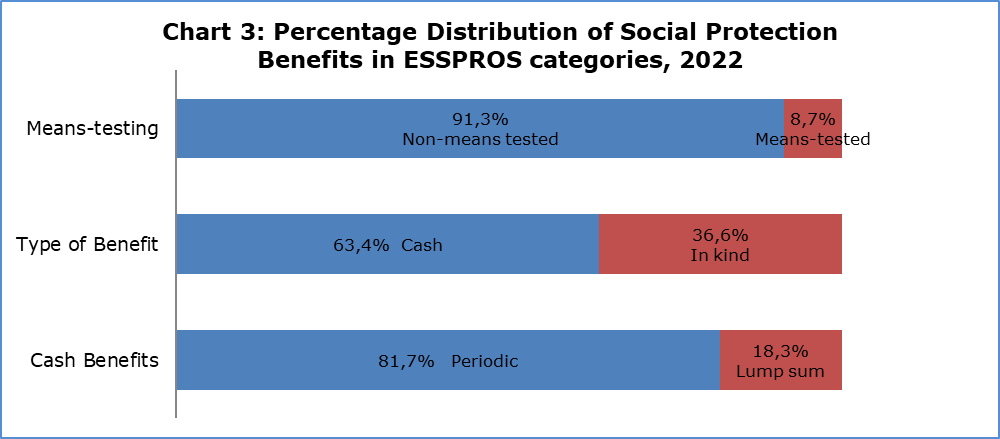 Chart 3: Percentage Distribution of Social Protection
Benefits in ESSPROS categories, 2022
Means-testing
91,3%
Non-means tested
8,7%
Means-tested
Type of Benefit
63,4% Cash
36,6%
In kind
Cash Benefits
81,7% Periodic
18,3%
Lump sum